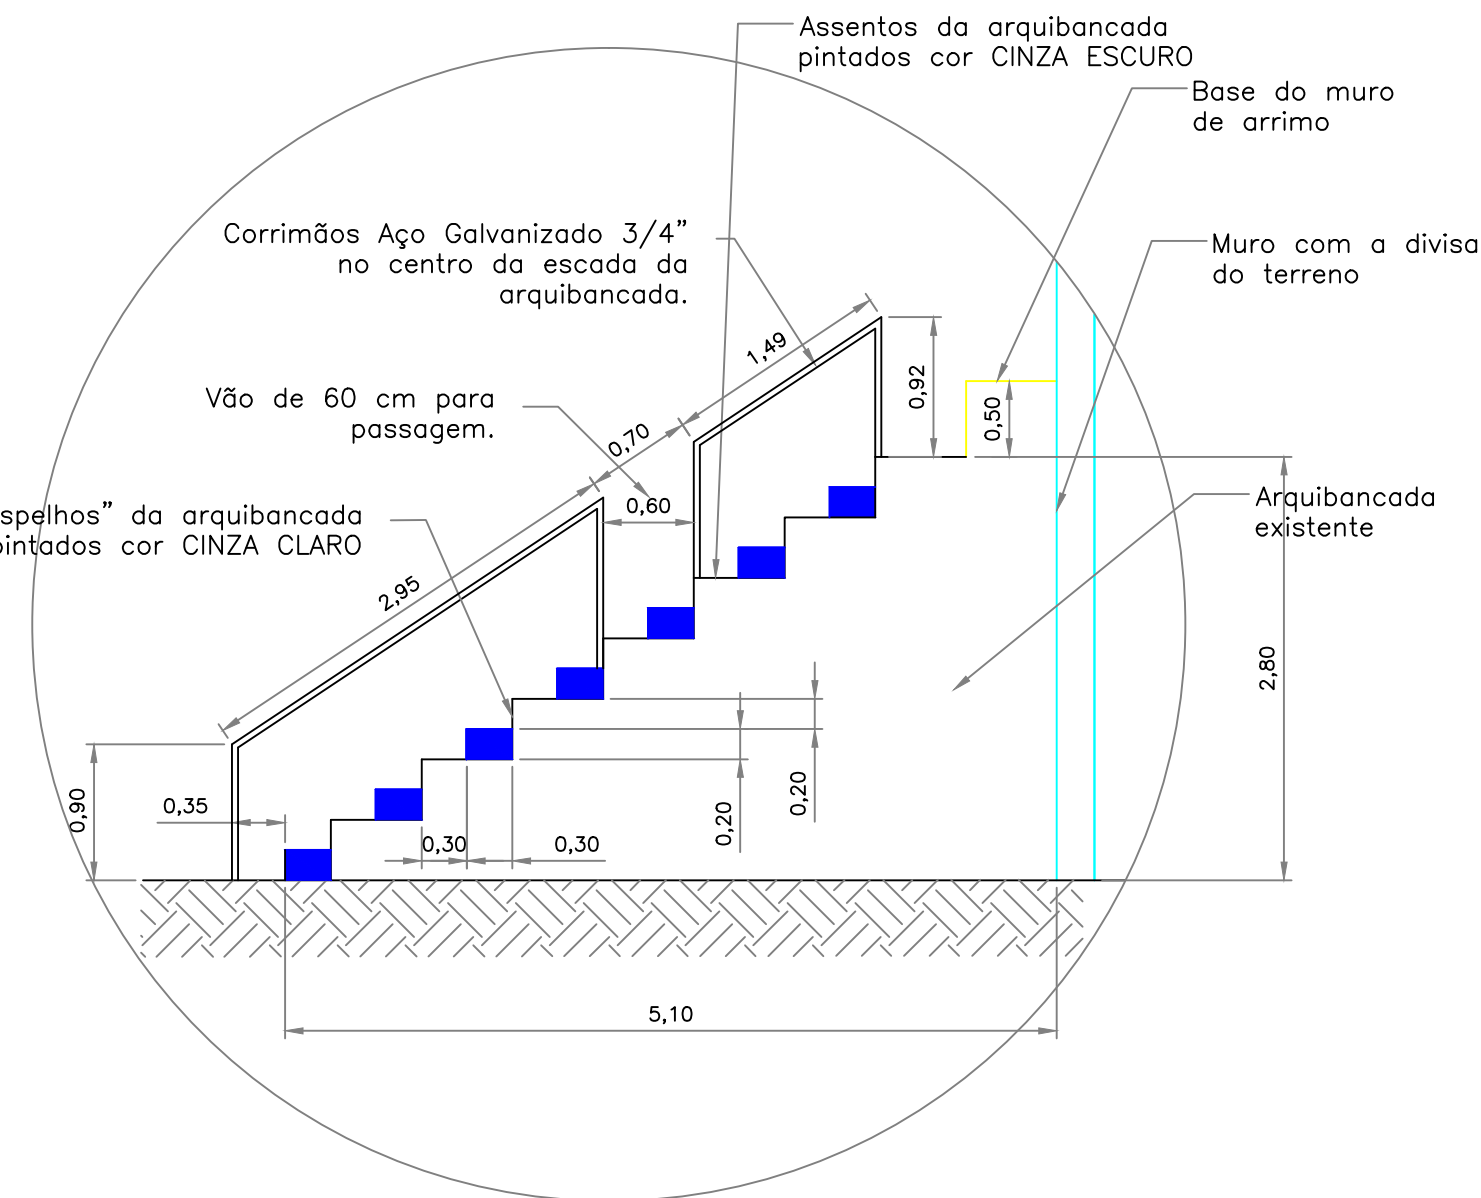 Assentos da arquibancada
pintados cor CINZA ESCURO
Base do muro
de arrimo
Corrimãos Aço Galvanizado 3/4"
no centro da escada da
arquibancada.
Muro com a divisa
do terreno
1,49
0,92
Vão de 60 cm para
passagem.
0,50
0,70
0,60
spelhos" da arquibancada
pintados cor CINZA CLARO
Arquibancada
existente
2,95
2,80
0,90
0,35
0,20
0,20
0,30
0,30
5,10